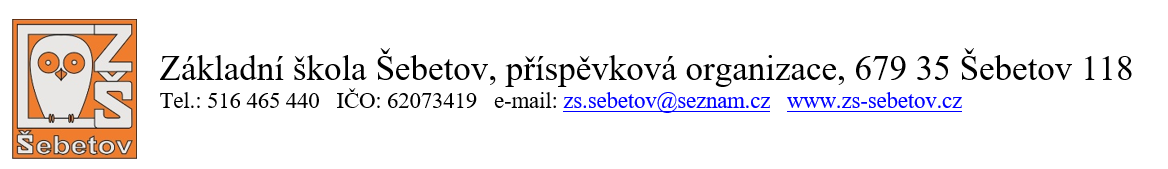 ZŠ
Šebetov
Základní škola Šebetov, příspěvková organizace, 679 35 Šebetov 118
Tel.: 516 465 440 IČO: 62073419 e-mail: zs.sebetov@seznam.cz www.zs-sebetov.cz